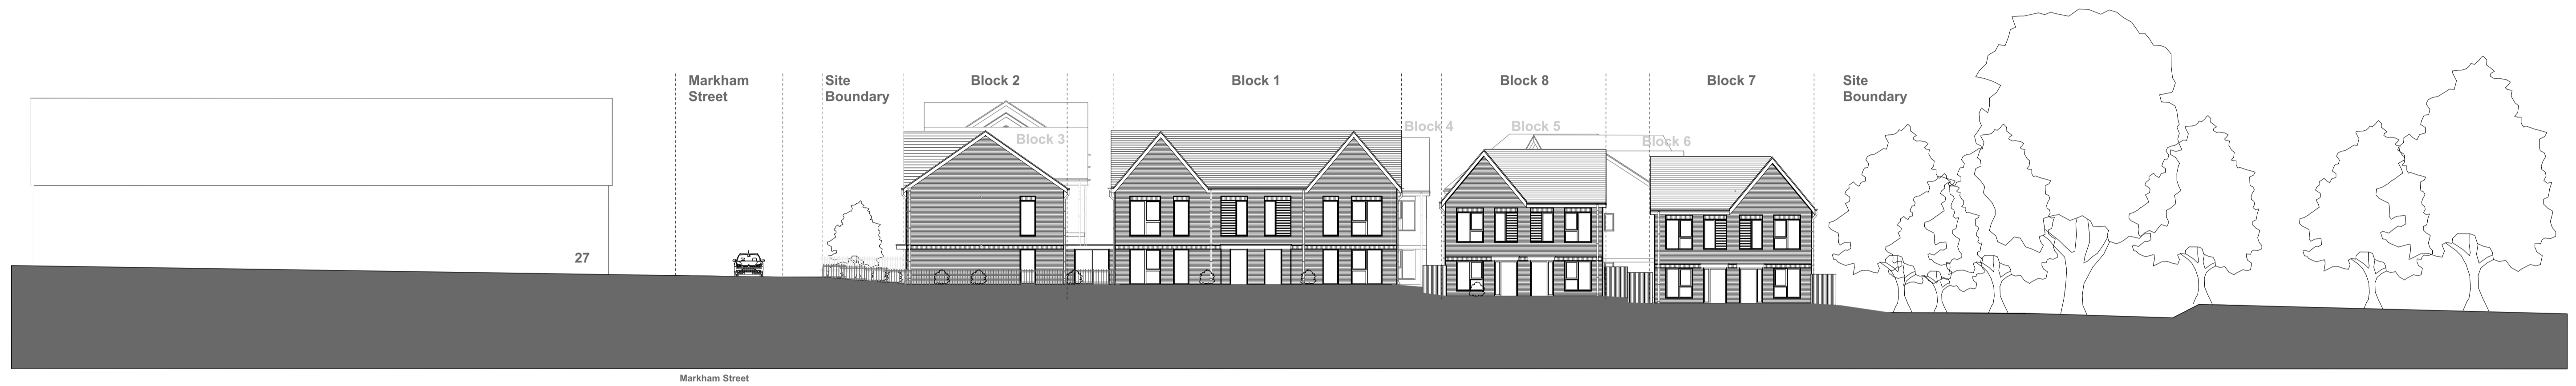 Markham
Street
Site
Boundary
Block 2
Block 1
Block 8
Block 7
Site
Boundary
Block 3
Block 4
Block 5
Block 6
27
Markham Street